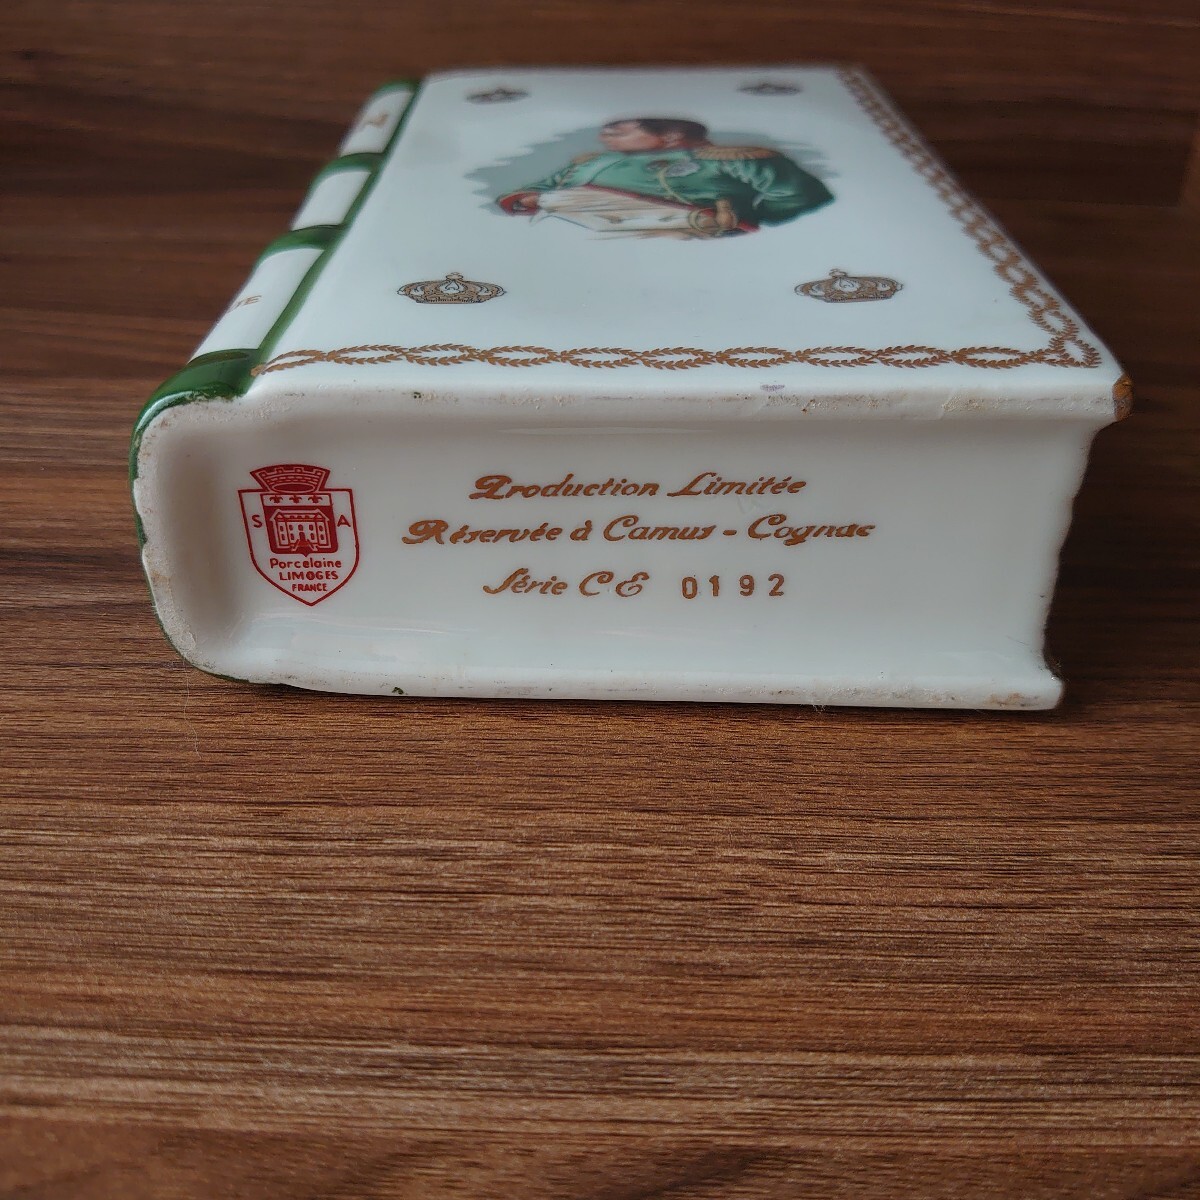 S A
Porcelaine
LIMOGES
FRANCE
Production Limitée
Réservée à Camus - Cognac
Série CE 0192